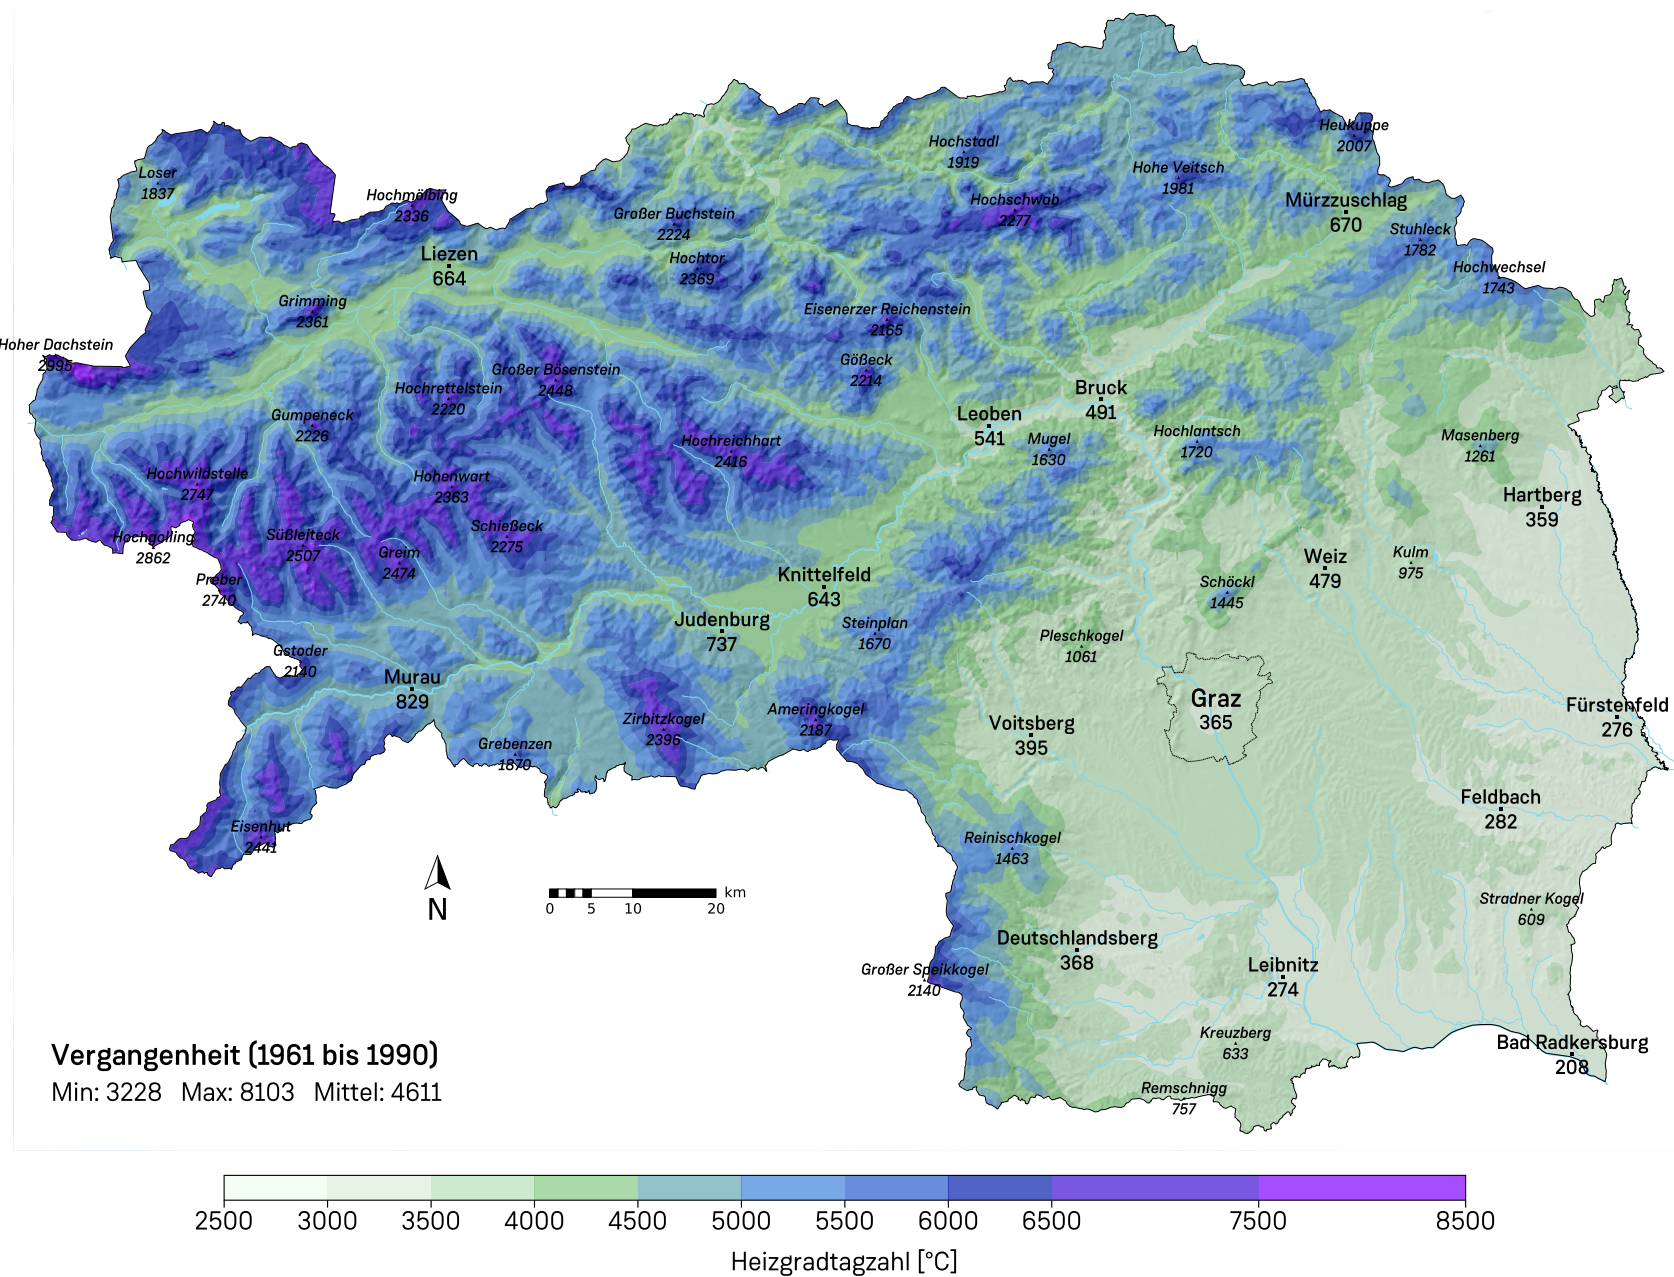 Heukuppe
2007
Hochstadl
1919
Hohe Veitsch
1981
Loser
1837
Hochmölbing
2336
Hochschwab
2277
Mürzzuschlag
670
Großer Buchstein
2224
Stuhleck
1782
Liezen
664
Hochtor
2369
Hochwechsel
1743
Grimming
2361
Eisenerzer Reichenstein
2165
Hoher Dachstein
2995
Gößeck
2214
Großer Bösenstein
2448
Hochrettelstein
2220
Bruck
491
Gumpeneck
2226
Leoben
541
Mugel
1630
Hochlantsch
1720
Masenberg
1261
Hochreichhart
2416
Hochwildstelle
2747
Hohenwart
2363
Hartberg
359
Hochgolling
2862
Süßleiteck
2507
Schießeck
2275
Greim
2474
Weiz
479
Kulm
975
Preber
2740
Knittelfeld
643
Schöckl
1445
Judenburg
737
Steinplan
1670
Pleschkogel
1061
Gstoder
2140
Murau
829
Graz
365
Zirbitzkogel
2396
Ameringkogel
2187
Voitsberg
395
Fürstenfeld
276
Grebenzen
1870
Feldbach
282
Eisenhut
2441
Reinischkogel
1463
Stradner Kogel
609
Deutschlandsberg
368
Großer Speikkogel
2140
Leibnitz
274
Kreuzberg
633
Bad Radkersburg
208
Remschnigg
757
N
km
0 5 10 20
Vergangenheit (1961 bis 1990)
Min: 3228 Max: 8103 Mittel: 4611
2500 3000 3500 4000 4500 5000 5500 6000 6500 7500 8500
Heizgradtagzahl [°C]